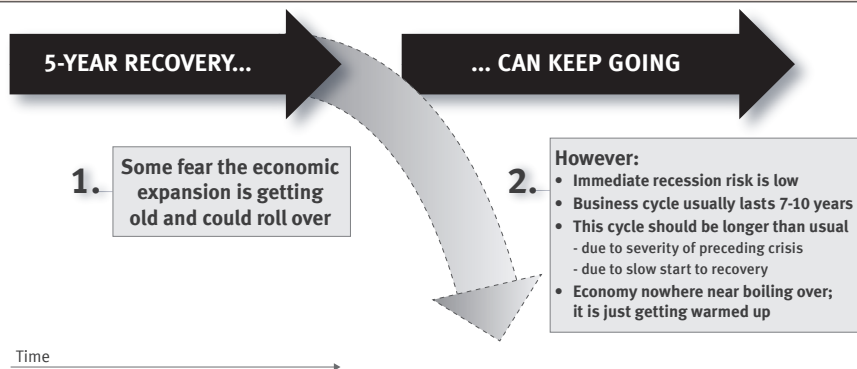 5-YEAR RECOVERY...
... CAN KEEP GOING
1.
Some fear the economic
expansion is getting
old and could roll over
2.
However:
• Immediate recession risk is low
• Business cycle usually lasts 7-10 years
• This cycle should be longer than usual
- due to severity of preceding crisis
- due to slow start to recovery
• Economy nowhere near boiling over;
it is just getting warmed up
Time